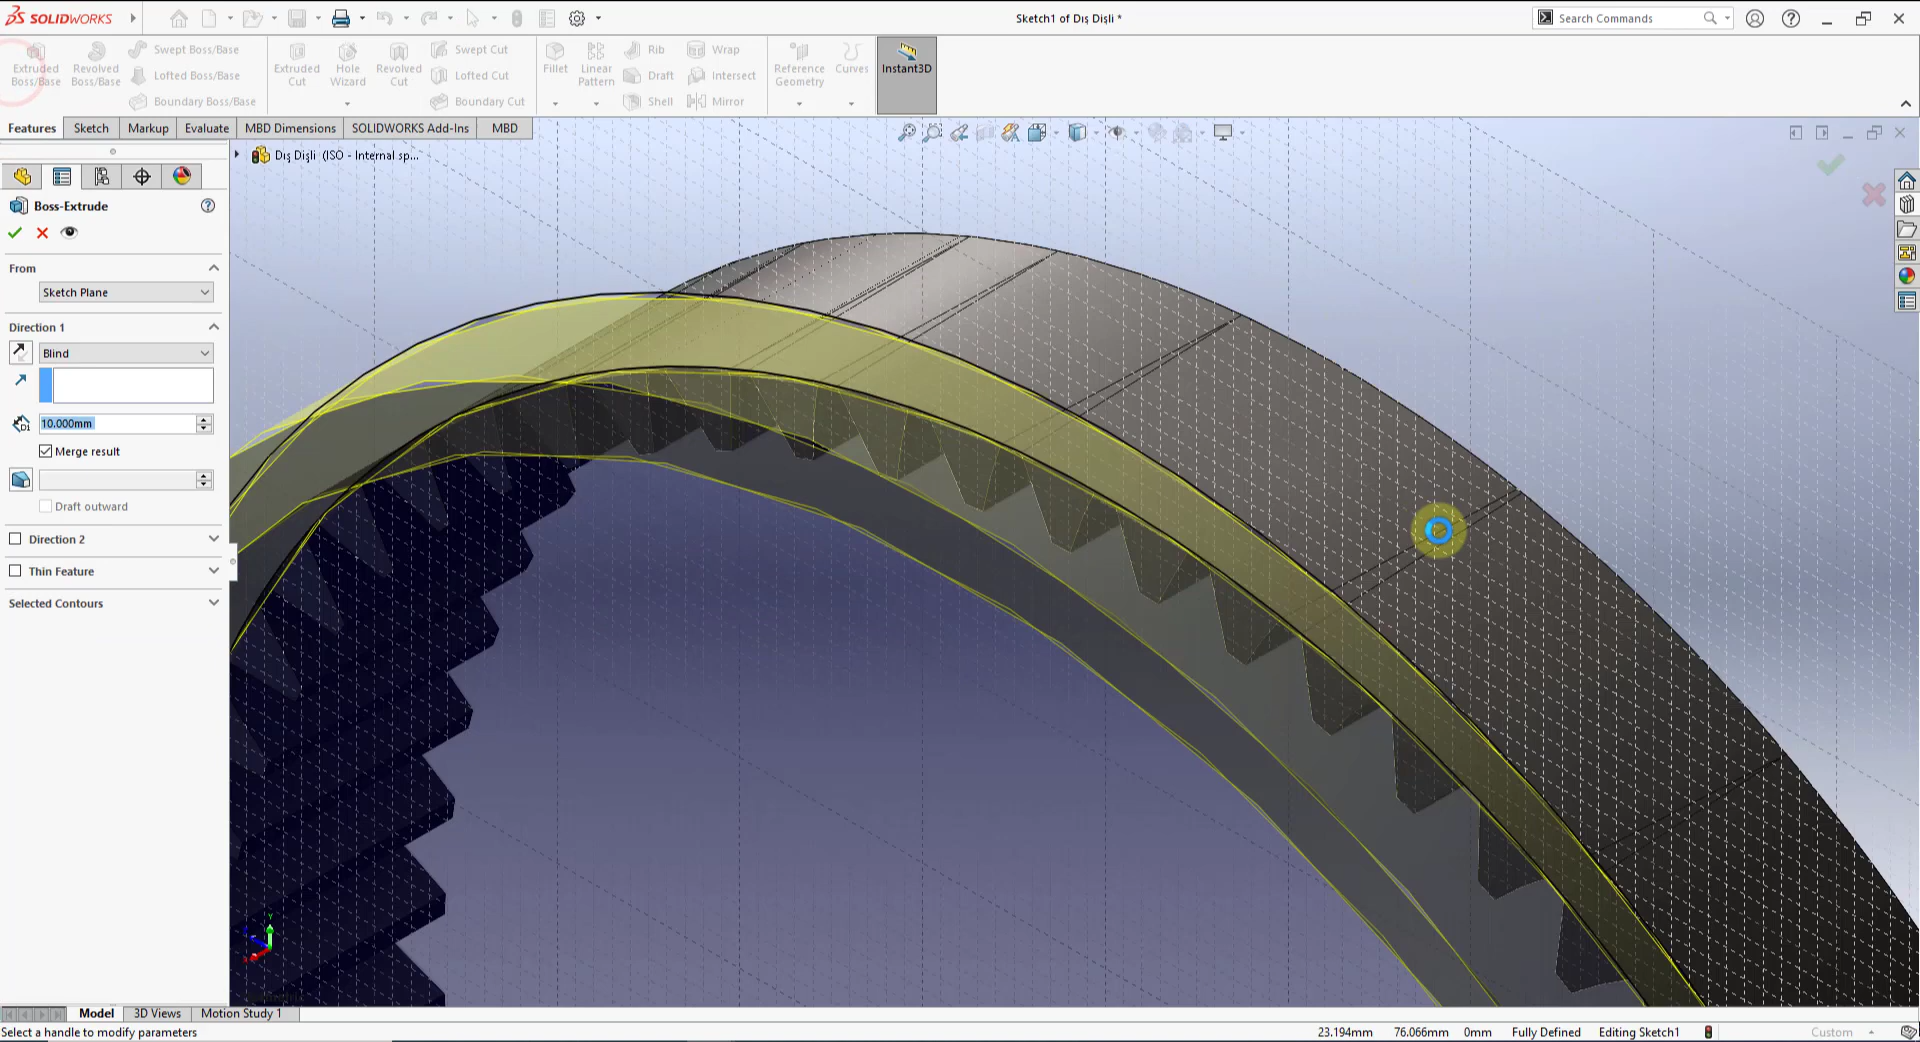 SOLIDWORKS
Sketch1 of Dış Dişli *
Search Commands
Extruded Boss/Base
Revolved Boss/Base
Swept Boss/Base
Lofted Boss/Base
Boundary Boss/Base
Extruded Cut
Hole Wizard
Revolved Cut
Swept Cut
Lofted Cut
Boundary Cut
Fillet
Linear Pattern
Rib
Draft
Shell
Wrap
Intersect
Mirror
Reference Geometry
Curves
Instant3D
Features
Sketch
Markup
Evaluate
MBD Dimensions
SOLIDWORKS Add-Ins
MBD
Dış Dişli (ISO - Internal sp...
Boss-Extrude
From
Sketch Plane
Direction 1
Blind
10.000mm
Merge result
Draft outward
Direction 2
Thin Feature
Selected Contours
Y
Model
3D Views
Motion Study 1
Select a handle to modify parameters
23.194mm
76.066mm
0mm
Fully Defined
Editing Sketch1
Custom